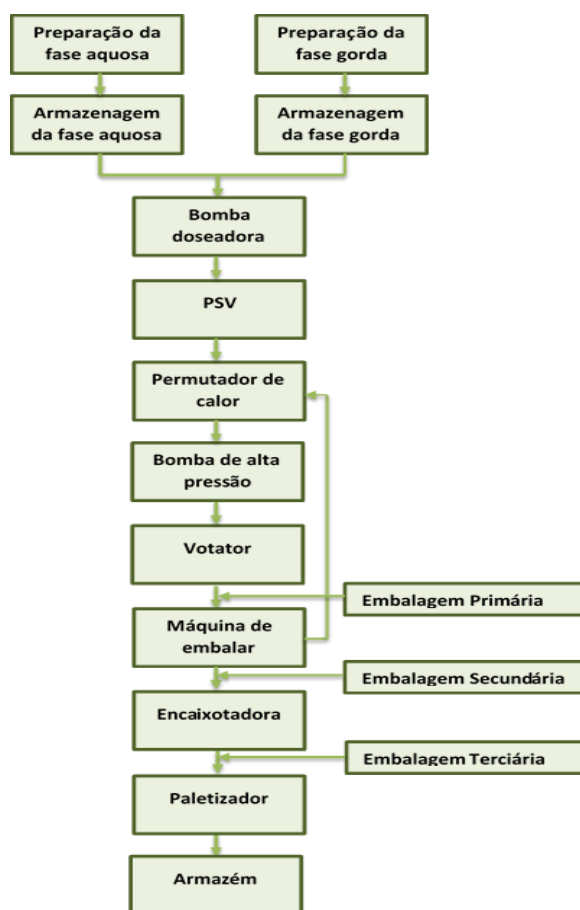 Preparação da
fase aquosa
Preparação da
fase gorda
Armazenagem
da fase aquosa
Armazenagem
da fase gorda
Bomba
doseadora
PSV
Permutador de
calor
Bomba de alta
pressão
Votator
Embalagem Primária
Máquina de
embalar
Embalagem Secundária
Encaixotadora
Embalagem Terciária
Paletizador
Armazém